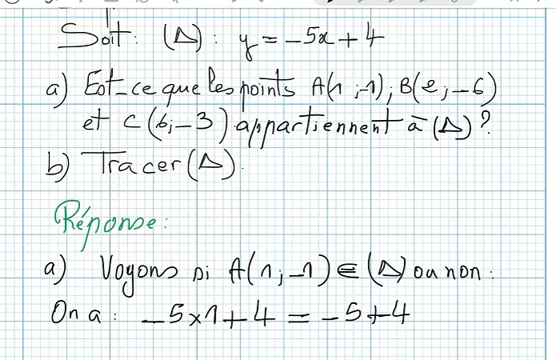 Soit : (Δ) : y = -5x + 4
a) Est-ce que les points A(1 ; -1), B(2 ; -6)
et C(6 ; -3) appartiennent à (Δ) ?
b) Tracer (Δ).
Réponse :
a) Voyons si A(1 ; -1) ∈ (Δ) ou non :
On a : -5×1+4 = -5+4